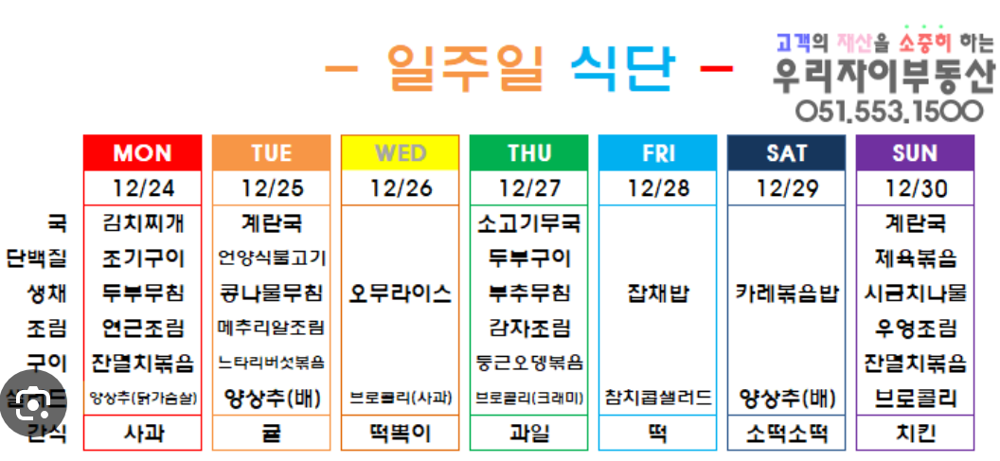 고객의 재산을 소중히 하는
- 일주일 식단 -
우리자이부동산
051.553.1500
MON TUE WED THU FRI SAT SUN
12/24 12/25 12/26 12/27 12/28 12/29 12/30
국 김치찌개 계란국 소고기무국 계란국
단백질 조기구이 언양식불고기 두부구이 제육볶음
생채 두부무침 콩나물무침 오무라이스 부추무침 잡채밥 카레볶음밥 시금치나물
조림 연근조림 메추리알조림 감자조림 우엉조림
구이 잔멸치볶음 느타리버섯볶음 둥근오뎅볶음 잔멸치볶음
양상추(닭가슴살) 양상추(배) 브로콜리(사과) 브로콜리(크래미) 참치콥샐러드 양상추(배) 브로콜리
간식 사과 귤 떡뽁이 과일 떡 소떡소떡 치킨